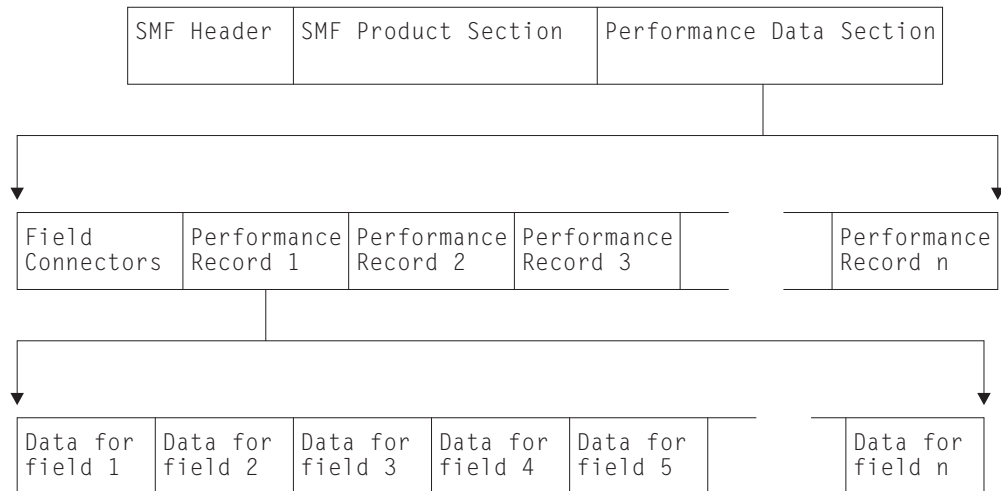 SMF Header SMF Product Section Performance Data Section
Field Performance Performance Performance Performance
Connectors Record 1 Record 2 Record 3 Record n
Data for Data for Data for Data for Data for Data for
field 1 field 2 field 3 field 4 field 5 field n